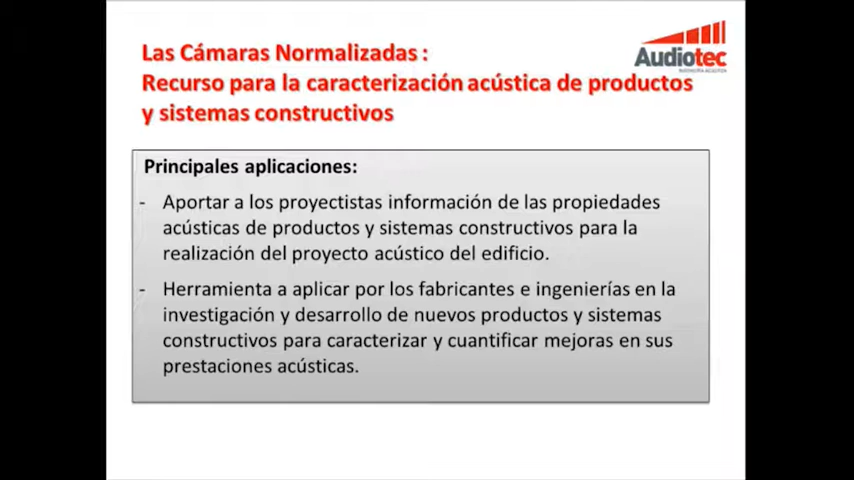 Las Cámaras Normalizadas :
Recurso para la caracterización acústica de productos
y sistemas constructivos
Audiotec
INGENIERÍA ACÚSTICA
Principales aplicaciones:
- Aportar a los proyectistas información de las propiedades
acústicas de productos y sistemas constructivos para la
realización del proyecto acústico del edificio.
- Herramienta a aplicar por los fabricantes e ingenierías en la
investigación y desarrollo de nuevos productos y sistemas
constructivos para caracterizar y cuantificar mejoras en sus
prestaciones acústicas.